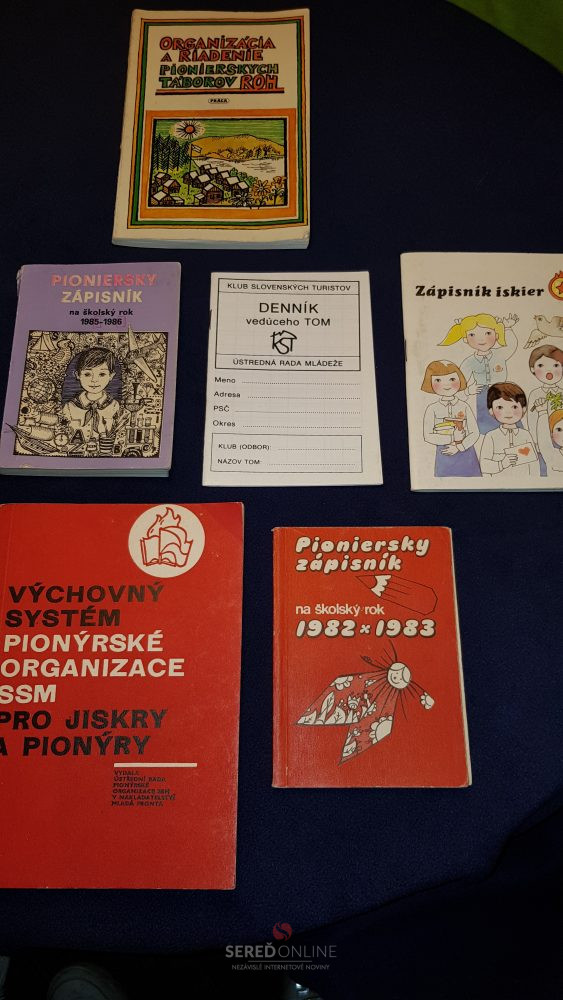 ORGANIZÁCIA
A RIADENIE
PIONIERSKYCH
TÁBOROV ROH
PRÁCA
PIONIERSKY
ZÁPISNÍK
na školský rok
1985-1986
KLUB SLOVENSKÝCH TURISTOV
DENNÍK
vedúceho TOM
KST
ÚSTREDNÁ RADA MLÁDEŽE
Meno
Adresa
PSČ
Okres
KLUB (ODBOR):
NÁZOV TOM:
Zápisník iskier
VÝCHOVNÝ
SYSTÉM
PIONÝRSKÉ
ORGANIZACE
SSM
PRO JISKRY
A PIONÝRY
VYDALA
ÚSTŘEDNÍ RADA
PIONÝRSKÉ
ORGANIZACE SSM
V NAKLADATELSTVÍ
MLADÁ FRONTA
Pioniersky
zápisník
na školský rok
1982 x 1983
SEREĎONLINE
NEZÁVISLÉ INTERNETOVÉ NOVINY